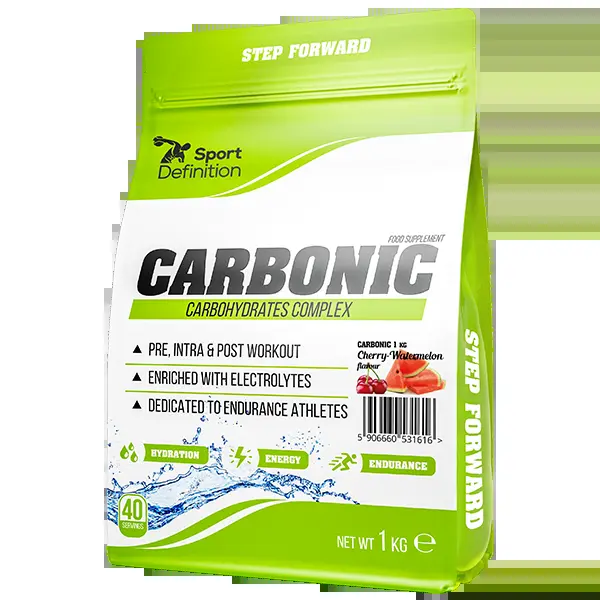 STEP FORWARD
Sport
Definition
FOOD SUPPLEMENT
CARBONIC
CARBOHYDRATES COMPLEX
PRE, INTRA & POST WORKOUT
ENRICHED WITH ELECTROLYTES
DEDICATED TO ENDURANCE ATHLETES
CARBONIC 1 KG
Cherry-Watermelon
flavour
5 906660 531616 >
HYDRATION
ENERGY
ENDURANCE
40
SERVINGS
NET WT 1 KG e
STEP FORWARD